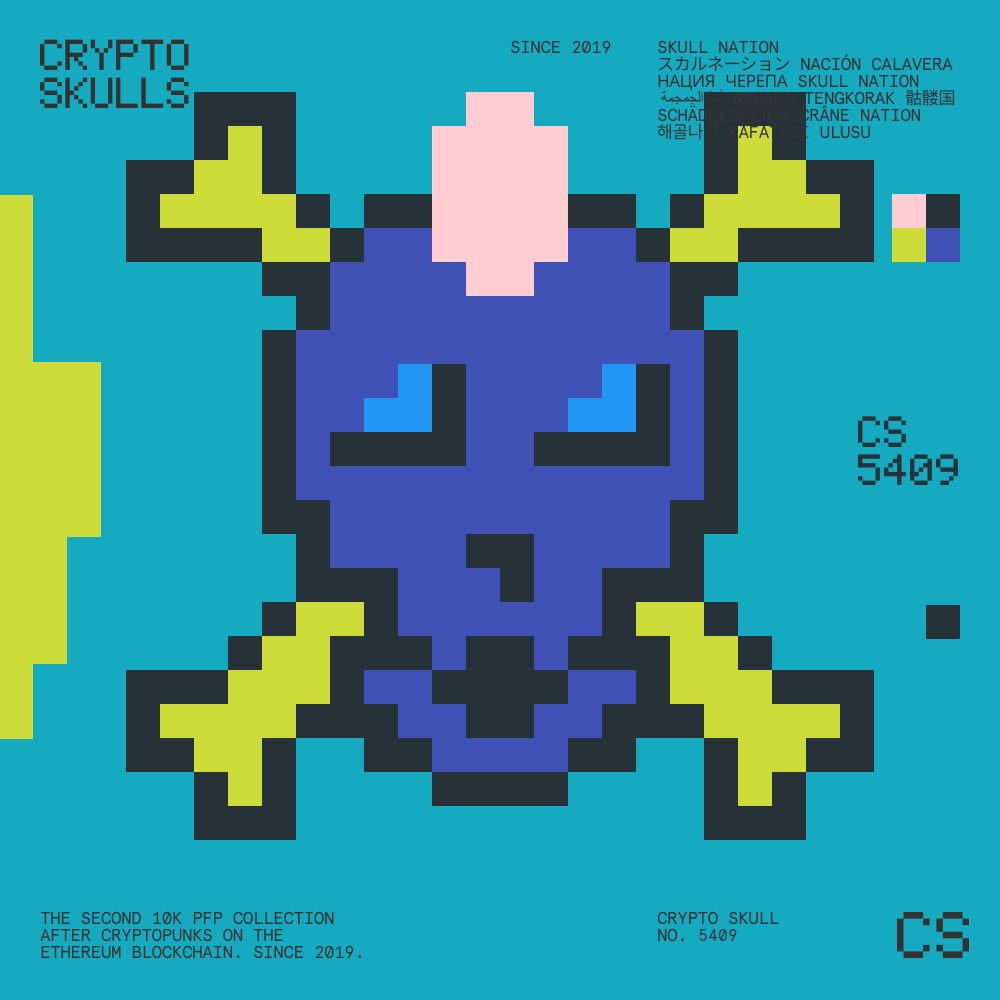 CRYPTO
SKULLS
SINCE 2019
SKULL NATION
スカルネーション NACIÓN CALAVERA
НАЦИЯ ЧЕРЕПА SKULL NATION
الجمجمة TENGKORAK 骷髅国
CRÂNE NATION
해골나 ULUSU
CS
5409
THE SECOND 10K PFP COLLECTION
AFTER CRYPTOPUNKS ON THE
ETHEREUM BLOCKCHAIN. SINCE 2019.
CRYPTO SKULL
NO. 5409
CS